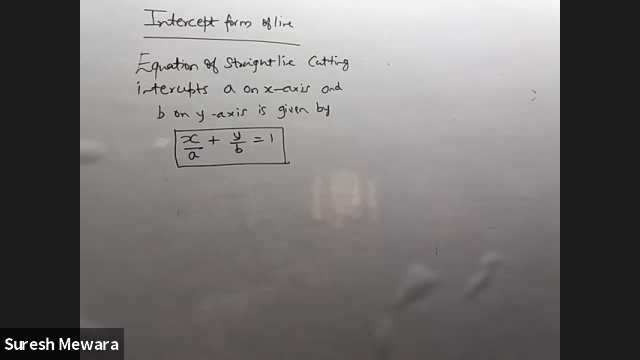 Intercept form of line
Equation of Straight lie Cutting
intercepts a on x-axis and
b on y-axis is given by
x/a + y/b = 1
Suresh Mewara